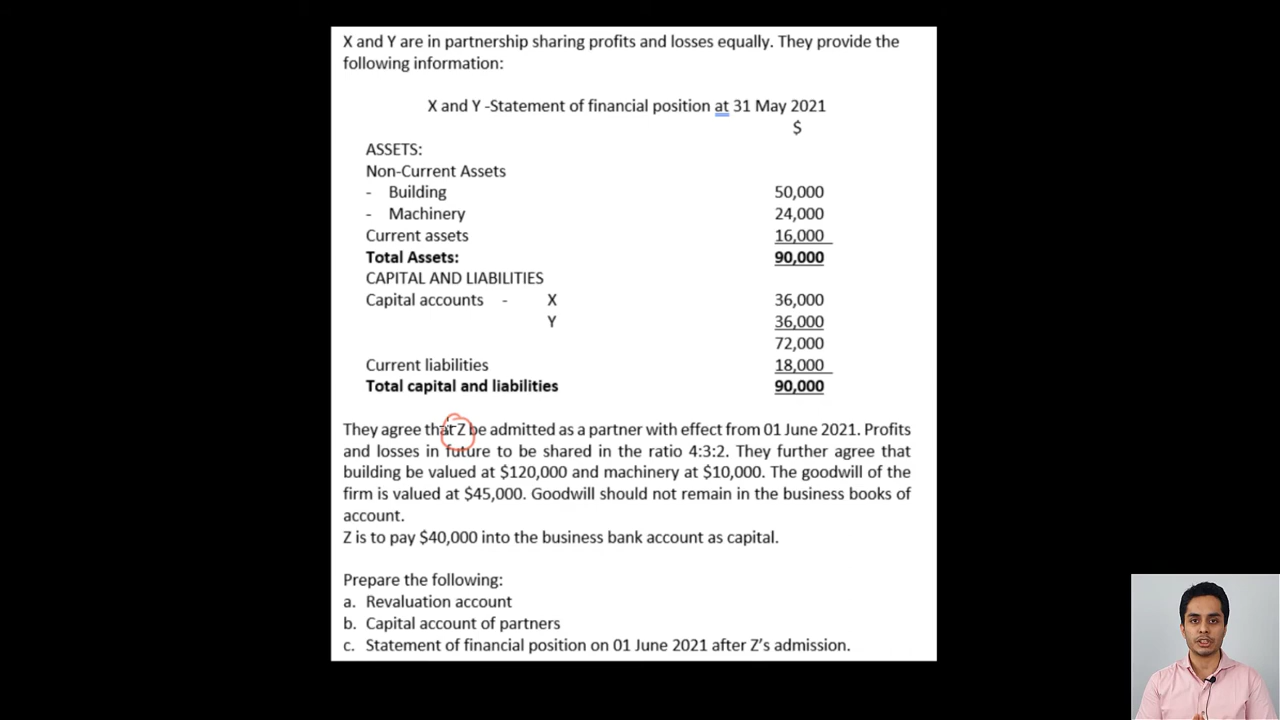 X and Y are in partnership sharing profits and losses equally. They provide the
following information:
X and Y -Statement of financial position at 31 May 2021
$
ASSETS:
Non-Current Assets
- Building 50,000
- Machinery 24,000
Current assets 16,000
Total Assets: 90,000
CAPITAL AND LIABILITIES
Capital accounts - X 36,000
Y 36,000
72,000
Current liabilities 18,000
Total capital and liabilities 90,000
They agree that Z be admitted as a partner with effect from 01 June 2021. Profits
and losses in future to be shared in the ratio 4:3:2. They further agree that
building be valued at $120,000 and machinery at $10,000. The goodwill of the
firm is valued at $45,000. Goodwill should not remain in the business books of
account.
Z is to pay $40,000 into the business bank account as capital.
Prepare the following:
a. Revaluation account
b. Capital account of partners
c. Statement of financial position on 01 June 2021 after Z’s admission.